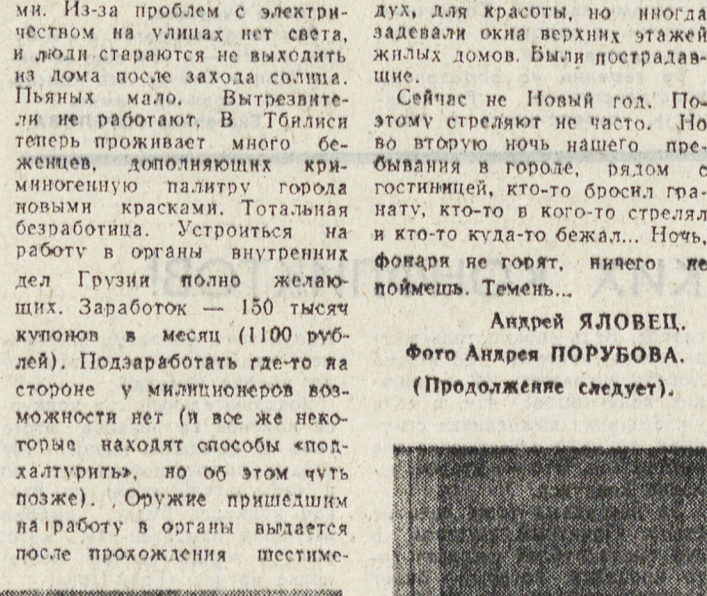 ми. Из-за проблем с электри-
чеством на улицах нет света,
и люди стараются не выходить
из дома после захода солнца.
Пьяных мало. Вытрезвите-
ли не работают. В Тбилиси
теперь проживает много бе-
женцев, дополняющих кри-
миногенную палитру города
новыми красками. Тотальная
безработица. Устроиться на
работу в органы внутренних
дел Грузии полно желаю-
щих. Заработок — 150 тысяч
купонов в месяц (1100 руб-
лей). Подзаработать где-то на
стороне у милиционеров воз-
можности нет (и все же неко-
торые находят способы «под-
халтурить», но об этом чуть
позже). Оружие пришедшим
на работу в органы выдается
после прохождения шестиме-
дух, для красоты, но иногда
задевали окна верхних этажей
жилых домов. Были пострадав-
шие.
Сейчас не Новый год. По-
этому стреляют не часто. Но
во вторую ночь нашего пре-
бывания в городе, рядом с
гостиницей, кто-то бросил гра-
нату, кто-то в кого-то стрелял
и кто-то куда-то бежал... Ночь,
фонари не горят, ничего не
поймешь. Темень...
Андрей ЯЛОВЕЦ.
Фото Андрея ПОРУБОВА.
(Продолжение следует).